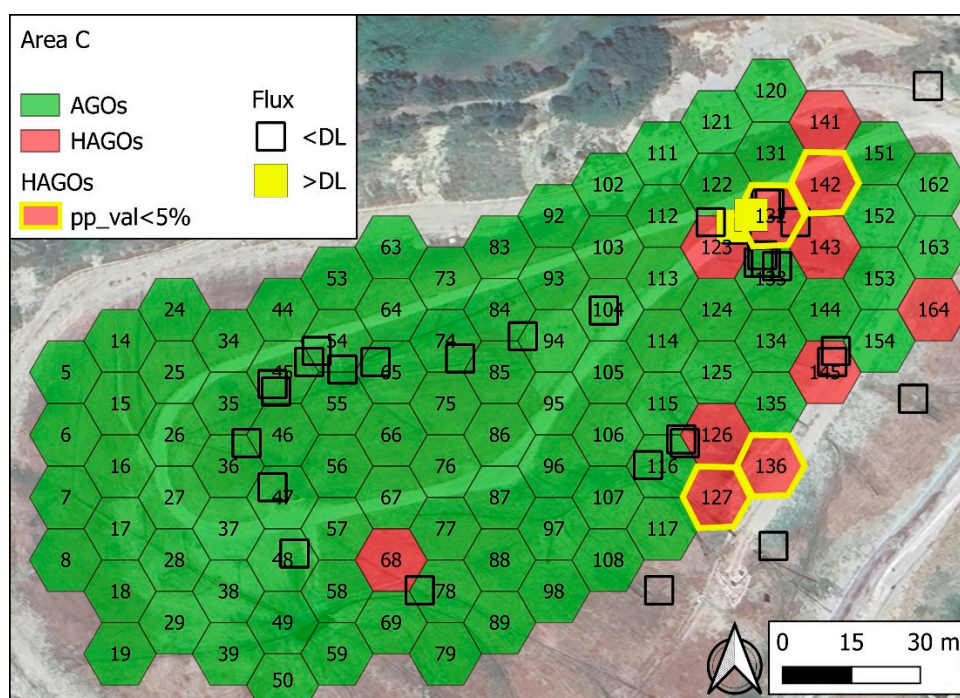 Area C
AGOs
HAGOs
HAGOs
pp_val<5%
Flux
<DL
>DL
120
121 141
111 131 151
102 122 142 162
92 112 132 152
63 83 103 123 143 163
53 73 93 113 133 153
24 44 64 84 104 124 144 164
14 34 54 74 94 114 134 154
5 25 45 65 85 105 125 145
15 35 55 75 95 115 135
6 26 46 66 86 106 126
16 36 56 76 96 116 136
7 27 47 67 87 107 127
17 37 57 77 97 117
8 28 48 68 88 108
18 38 58 78 98
29 49 69 89
19 39 59 79
50
0 15 30 m